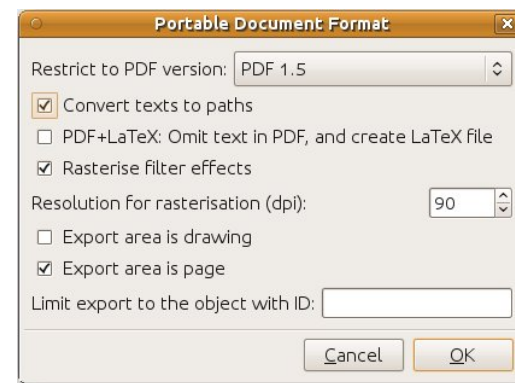 Portable Document Format
Restrict to PDF version: PDF 1.5
Convert texts to paths
PDF+LaTeX: Omit text in PDF, and create LaTeX file
Rasterise filter effects
Resolution for rasterisation (dpi): 90
Export area is drawing
Export area is page
Limit export to the object with ID:
Cancel OK